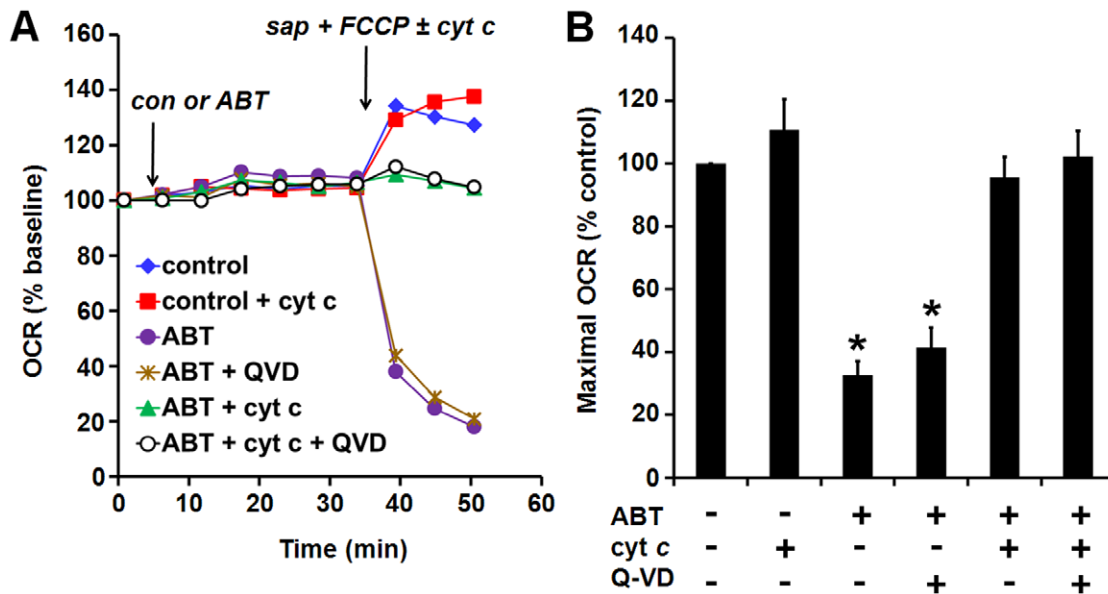 A
sap + FCCP ± cyt c
con or ABT
160
140
120
100
80
60
40
20
0
OCR (% baseline)
control
control + cyt c
ABT
ABT + QVD
ABT + cyt c
ABT + cyt c + QVD
0 10 20 30 40 50 60
Time (min)
B
140
120
100
80
60
40
20
0
Maximal OCR (% control)
* *
ABT - - + + + +
cyt c - + - - + +
Q-VD - - - + - +